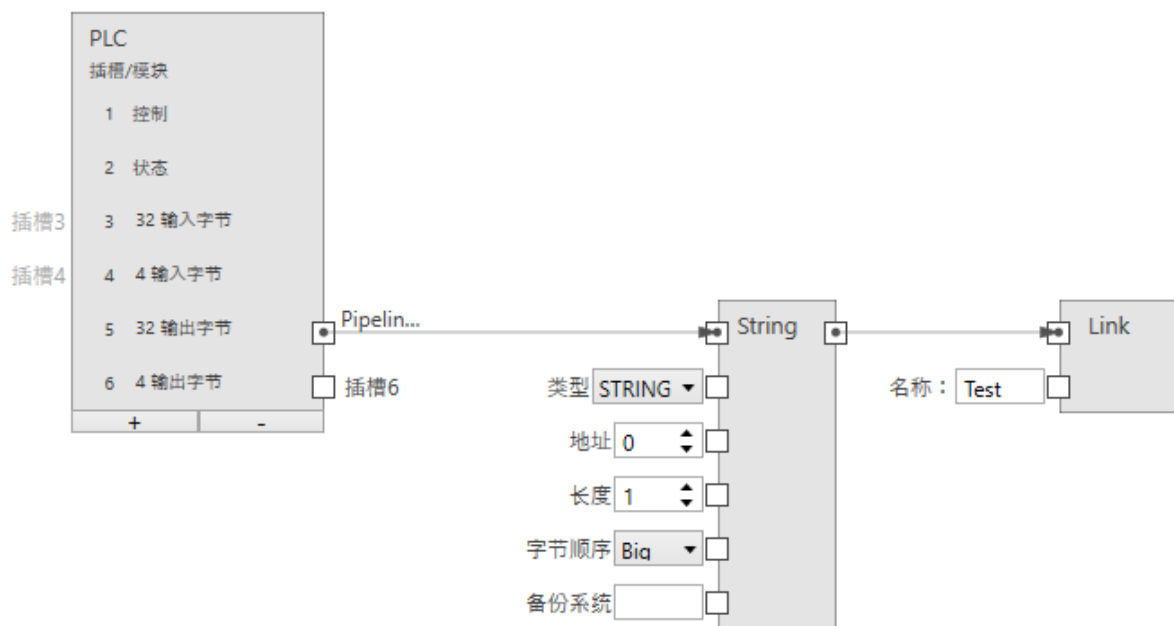 PLC
插槽/模块
1 控制
2 状态
插槽3 3 32 输入字节
插槽4 4 4 输入字节
5 32 输出字节 Pipelin... String Link
6 4 输出字节 插槽6 类型 STRING 名称： Test
+ -
地址 0
长度 1
字节顺序 Big
备份系统